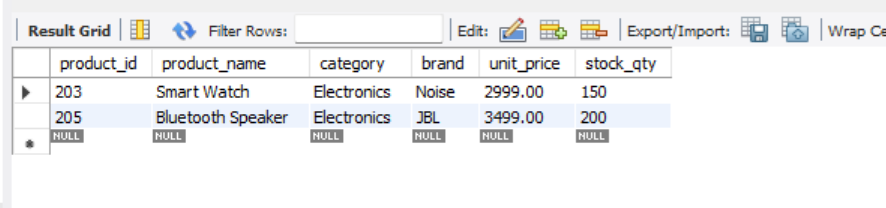 Result Grid Filter Rows: Edit: Export/Import: Wrap Ce
product_id product_name category brand unit_price stock_qty
203 Smart Watch Electronics Noise 2999.00 150
205 Bluetooth Speaker Electronics JBL 3499.00 200
NULL NULL NULL NULL NULL NULL